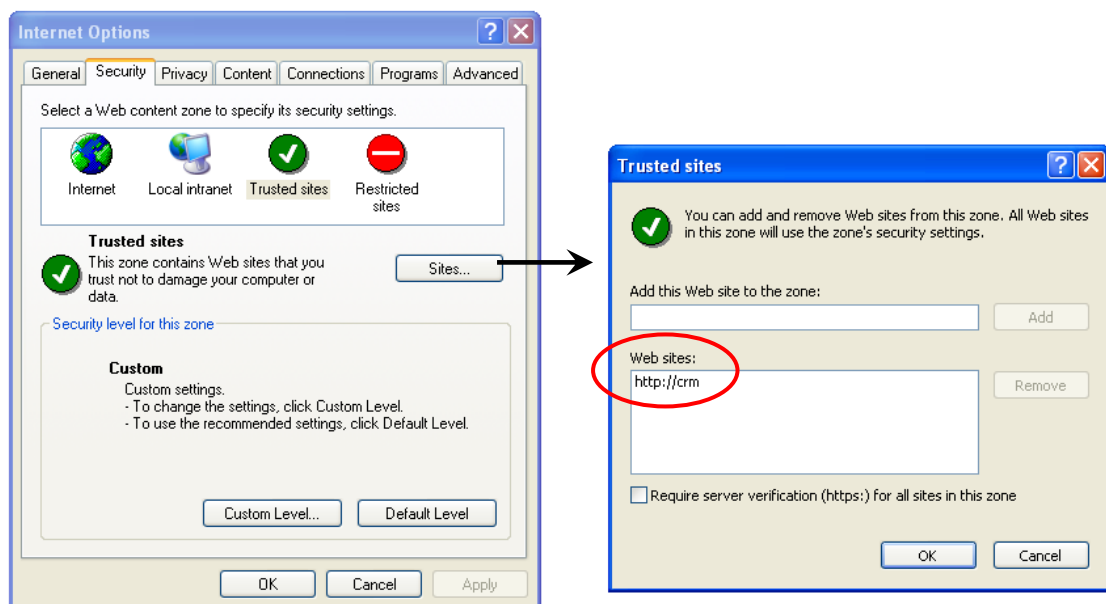 Internet Options
General Security Privacy Content Connections Programs Advanced
Select a Web content zone to specify its security settings.
Internet Local intranet Trusted sites Restricted
sites
Trusted sites
This zone contains Web sites that you
trust not to damage your computer or
data.
Sites...
Security level for this zone
Custom
Custom settings.
- To change the settings, click Custom Level.
- To use the recommended settings, click Default Level.
Custom Level... Default Level
OK Cancel Apply
Trusted sites
You can add and remove Web sites from this zone. All Web sites
in this zone will use the zone's security settings.
Add this Web site to the zone:
Add
Web sites:
http://crm
Remove
Require server verification (https:) for all sites in this zone
OK Cancel